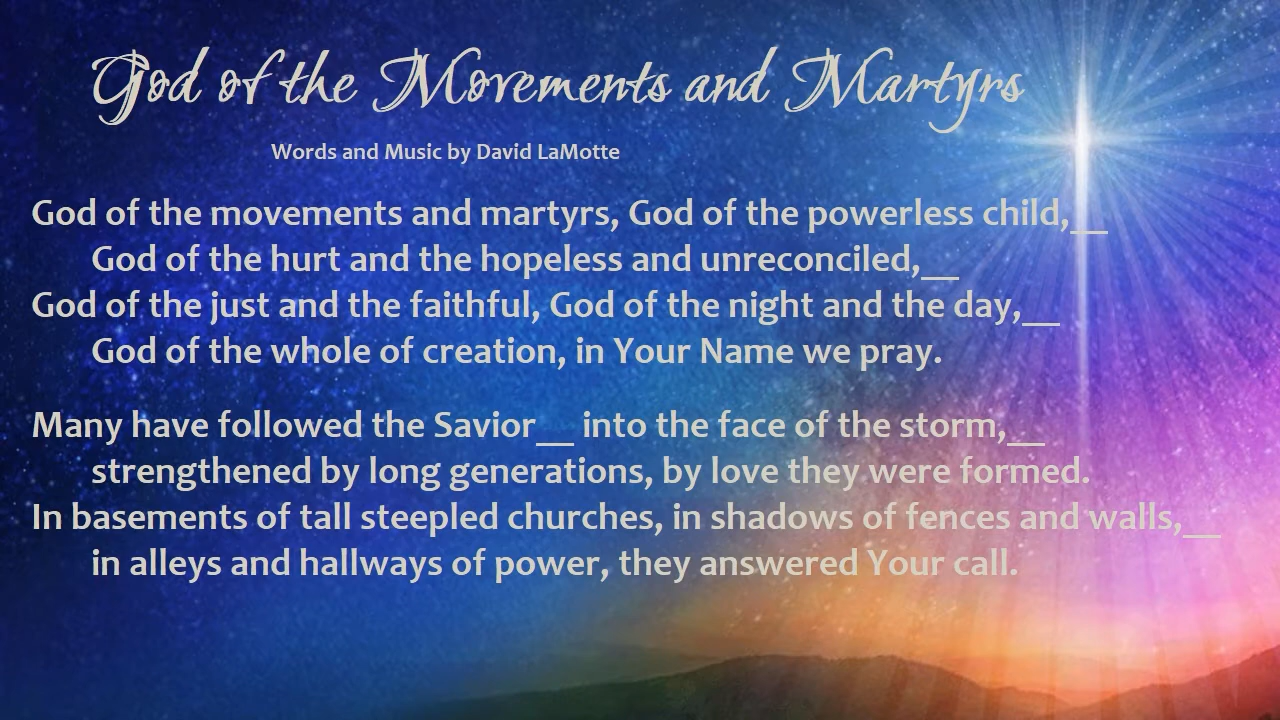 God of the Movements and Martyrs
Words and Music by David LaMotte
God of the movements and martyrs, God of the powerless child,__
God of the hurt and the hopeless and unreconciled,__
God of the just and the faithful, God of the night and the day,__
God of the whole of creation, in Your Name we pray.
Many have followed the Savior__ into the face of the storm,__
strengthened by long generations, by love they were formed.
In basements of tall steepled churches, in shadows of fences and walls,__
in alleys and hallways of power, they answered Your call.